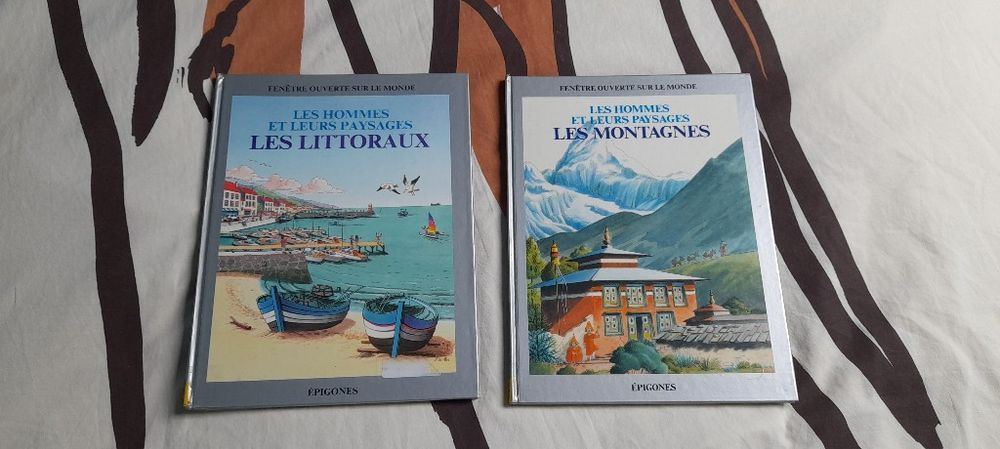 FENÊTRE OUVERTE SUR LE MONDE
LES HOMMES
ET LEURS PAYSAGES
LES LITTORAUX
ÉPIGONES
FENÊTRE OUVERTE SUR LE MONDE
LES HOMMES
ET LEURS PAYSAGES
LES MONTAGNES
ÉPIGONES